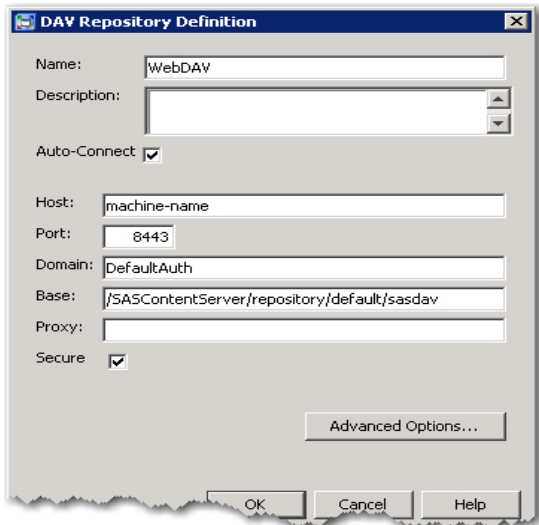 DAV Repository Definition
Name: WebDAV
Description:
Auto-Connect
Host: machine-name
Port: 8443
Domain: DefaultAuth
Base: /SASContentServer/repository/default/sasdav
Proxy:
Secure
Advanced Options...
OK Cancel Help